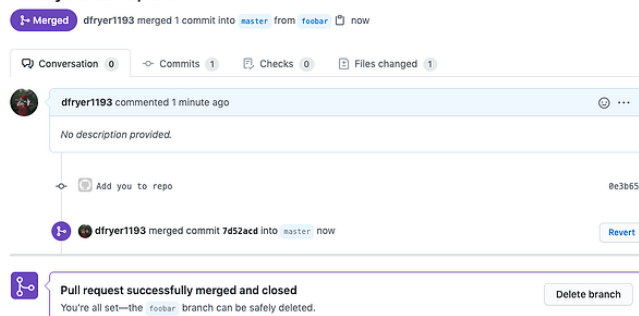 Merged dfryer1193 merged 1 commit into master from foobar now
Conversation 0 Commits 1 Checks 0 Files changed 1
dfryer1193 commented 1 minute ago
No description provided.
Add you to repo 0e3b65
dfryer1193 merged commit 7d52acd into master now
Revert
Pull request successfully merged and closed
You're all set—the foobar branch can be safely deleted.
Delete branch